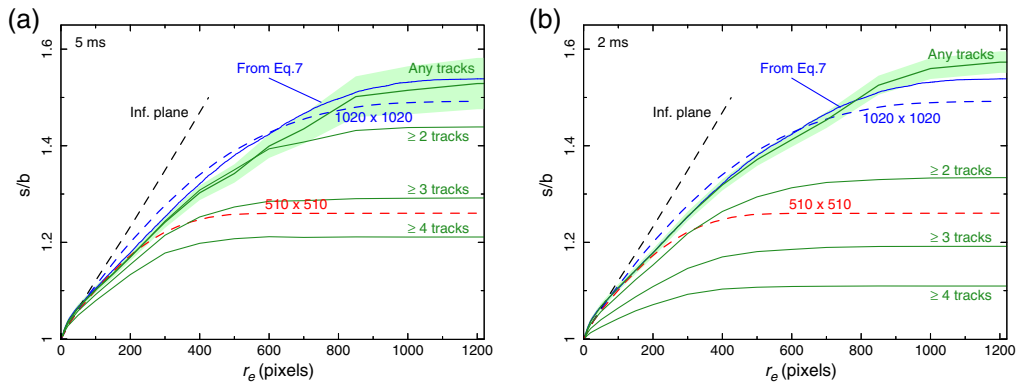 (a)
5 ms
s/b
1.6
1.4
1.2
1
0 200 400 600 800 1000 1200
r_e (pixels)
Any tracks
From Eq.7
Inf. plane
1020 x 1020
≥ 2 tracks
≥ 3 tracks
510 x 510
≥ 4 tracks
(b)
2 ms
s/b
1.6
1.4
1.2
1
0 200 400 600 800 1000 1200
r_e (pixels)
Any tracks
From Eq.7
Inf. plane
1020 x 1020
≥ 2 tracks
510 x 510
≥ 3 tracks
≥ 4 tracks